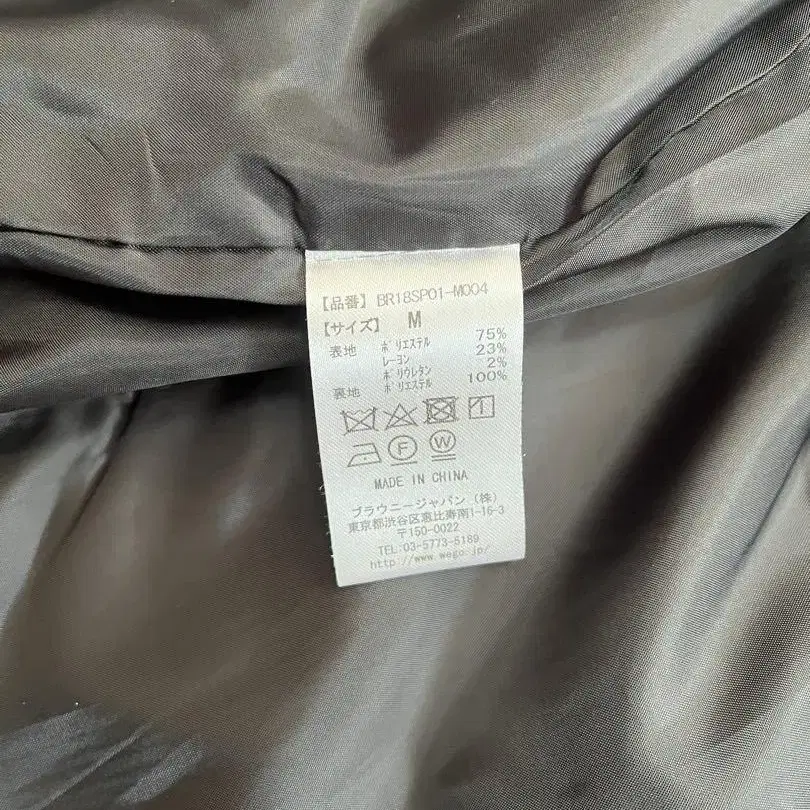 【品番】BR18SP01-M004
【サイズ】 M
表地 ポリエステル 75%
レーヨン 23%
ポリウレタン 2%
裏地 ポリエステル 100%
F W
MADE IN CHINA
ブラウニージャパン（株）
東京都渋谷区恵比寿南1-16-3
〒150-0022
TEL:03-5773-5189
http://www.wego.jp/